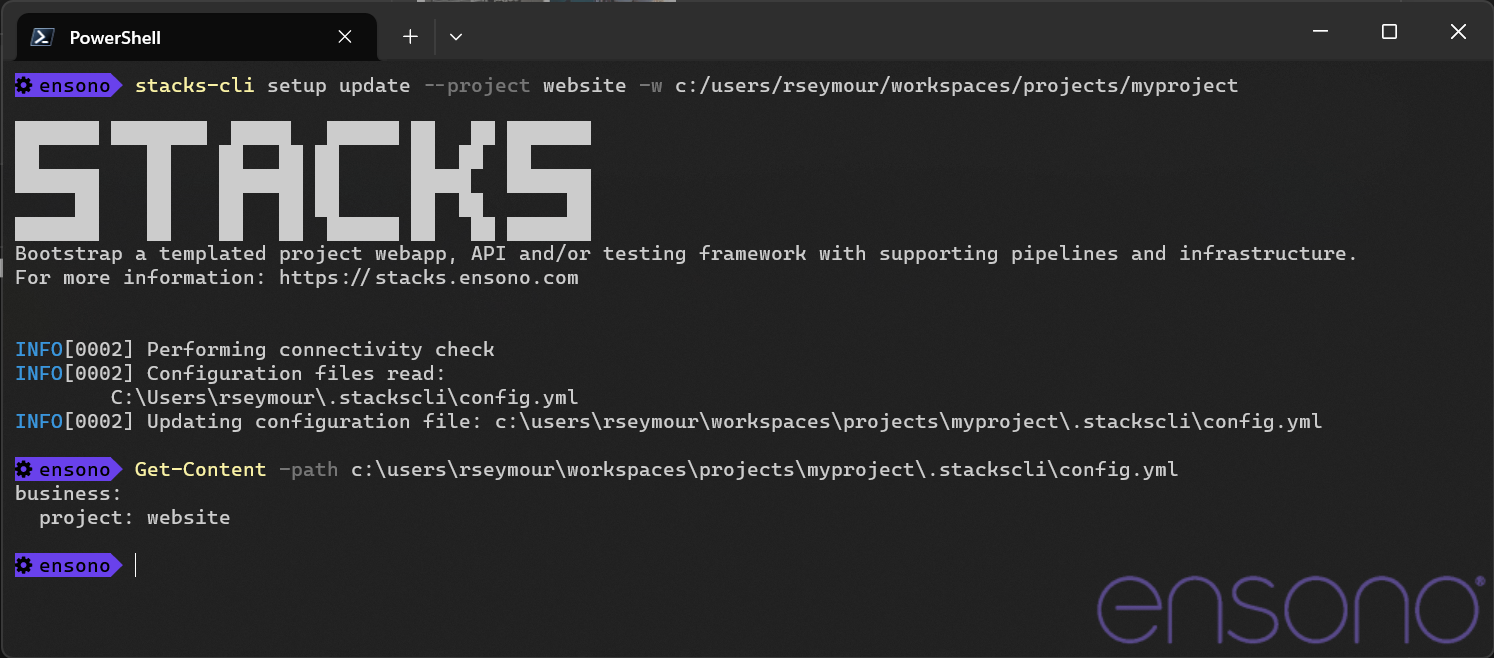 PowerShell
ensono stacks-cli setup update --project website -w c:/users/rseymour/workspaces/projects/myproject
STACKS
Bootstrap a templated project webapp, API and/or testing framework with supporting pipelines and infrastructure.
For more information: https://stacks.ensono.com
INFO[0002] Performing connectivity check
INFO[0002] Configuration files read:
C:\Users\rseymour\.stackscli\config.yml
INFO[0002] Updating configuration file: c:\users\rseymour\workspaces\projects\myproject\.stackscli\config.yml
ensono Get-Content -path c:\users\rseymour\workspaces\projects\myproject\.stackscli\config.yml
business:
  project: website
ensono
ensono®